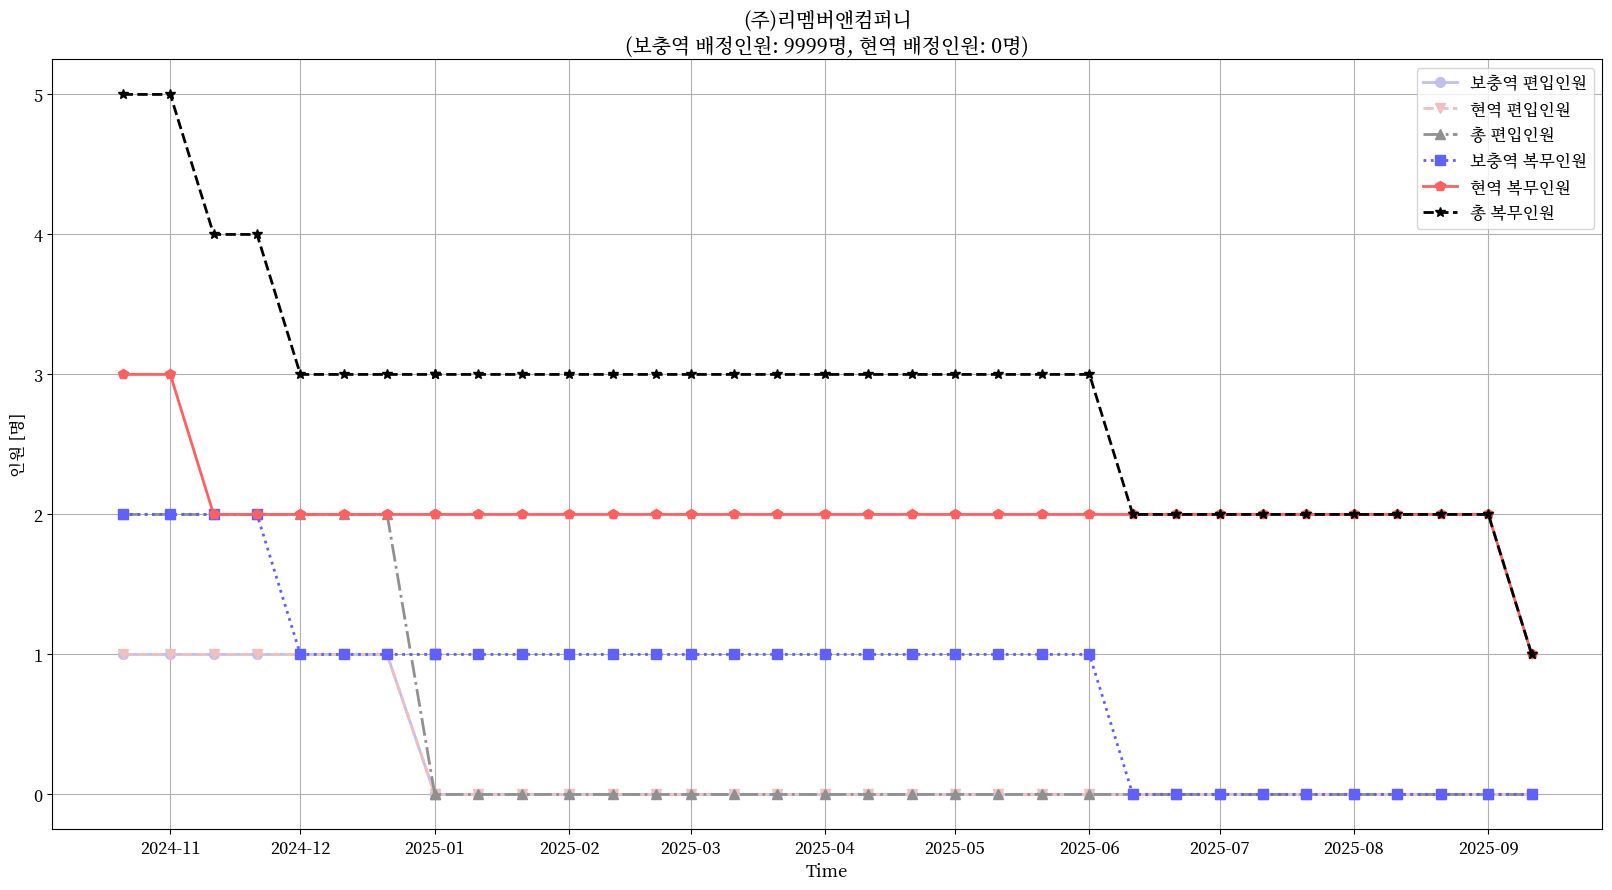 (주)리멤버앤컴퍼니
(보충역 배정인원: 9999명, 현역 배정인원: 0명)
보충역 편입인원
현역 편입인원
총 편입인원
보충역 복무인원
현역 복무인원
총 복무인원
인원 [명]
5
4
3
2
1
0
2024-11 2024-12 2025-01 2025-02 2025-03 2025-04 2025-05 2025-06 2025-07 2025-08 2025-09
Time